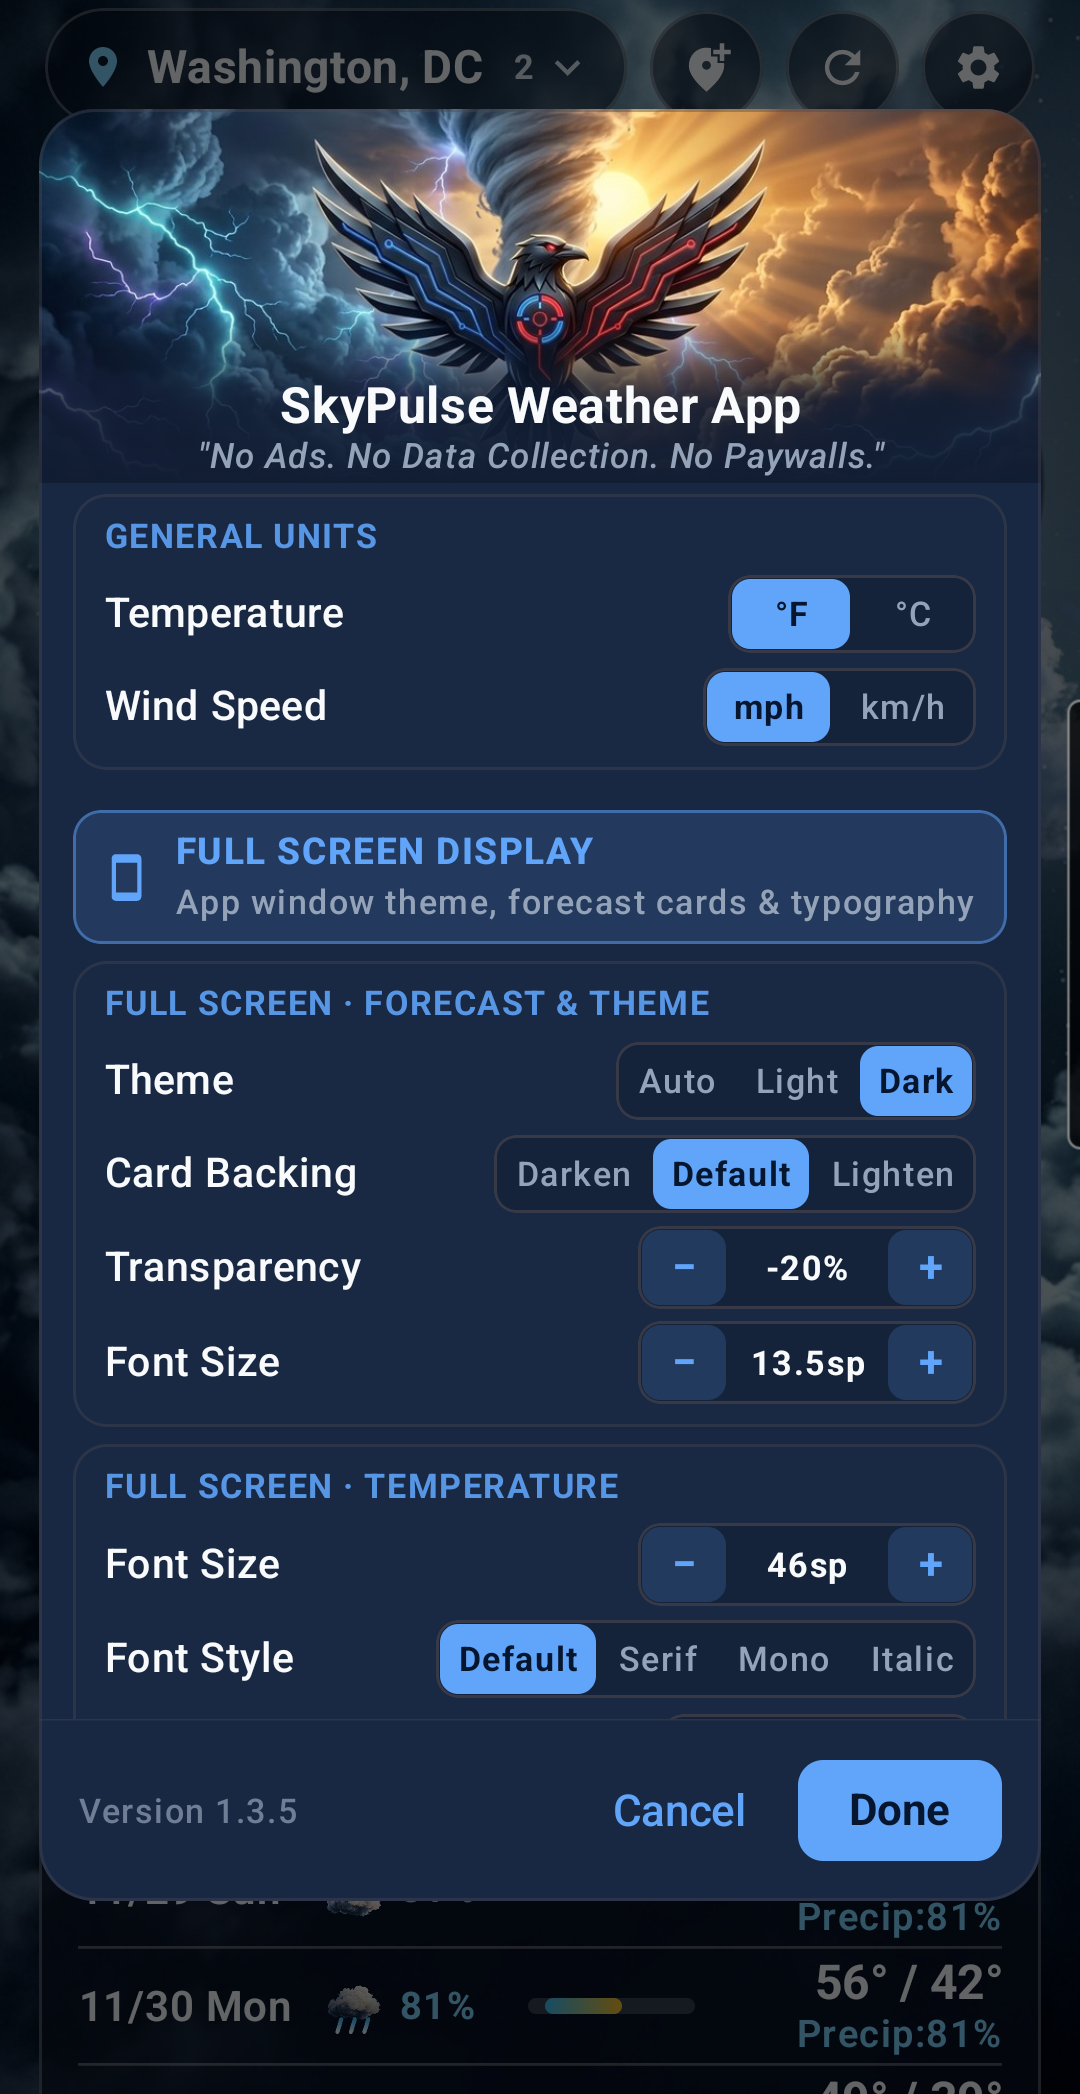 Washington, DC 2
SkyPulse Weather App
"No Ads. No Data Collection. No Paywalls."
GENERAL UNITS
Temperature °F °C
Wind Speed mph km/h
FULL SCREEN DISPLAY
App window theme, forecast cards & typography
FULL SCREEN · FORECAST & THEME
Theme Auto Light Dark
Card Backing Darken Default Lighten
Transparency − -20% +
Font Size − 13.5sp +
FULL SCREEN · TEMPERATURE
Font Size − 46sp +
Font Style Default Serif Mono Italic
Version 1.3.5 Cancel Done
Precip:81%
11/30 Mon 81% 56° / 42°
Precip:81%